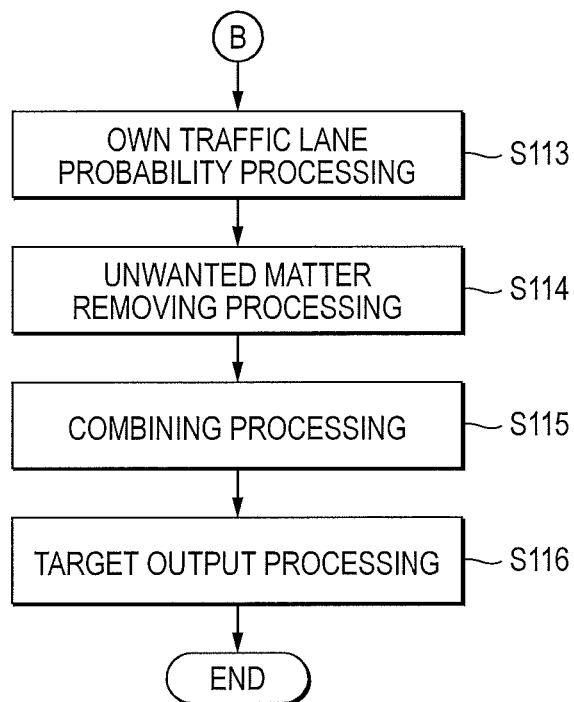 B
OWN TRAFFIC LANE
PROBABILITY PROCESSING
S113
UNWANTED MATTER
REMOVING PROCESSING
S114
COMBINING PROCESSING
S115
TARGET OUTPUT PROCESSING
S116
END